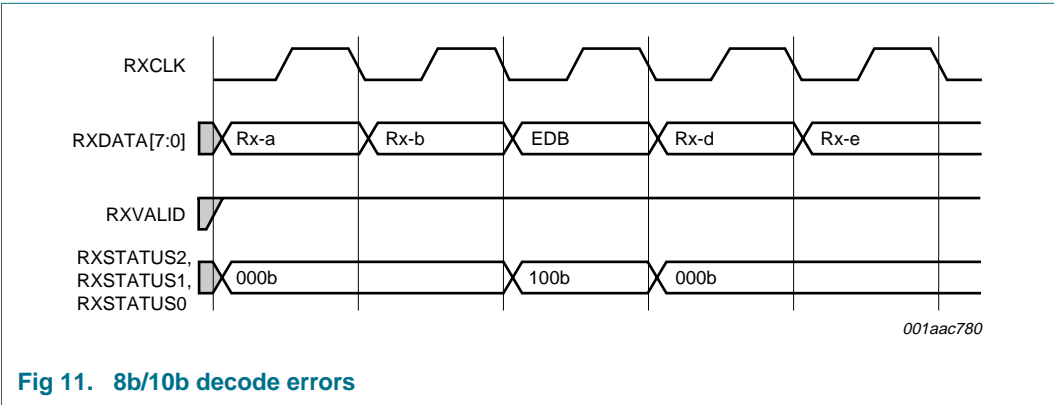 RXCLK
RXDATA[7:0] Rx-a Rx-b EDB Rx-d Rx-e
RXVALID
RXSTATUS2,
RXSTATUS1, 000b 100b 000b
RXSTATUS0
001aac780
Fig 11. 8b/10b decode errors